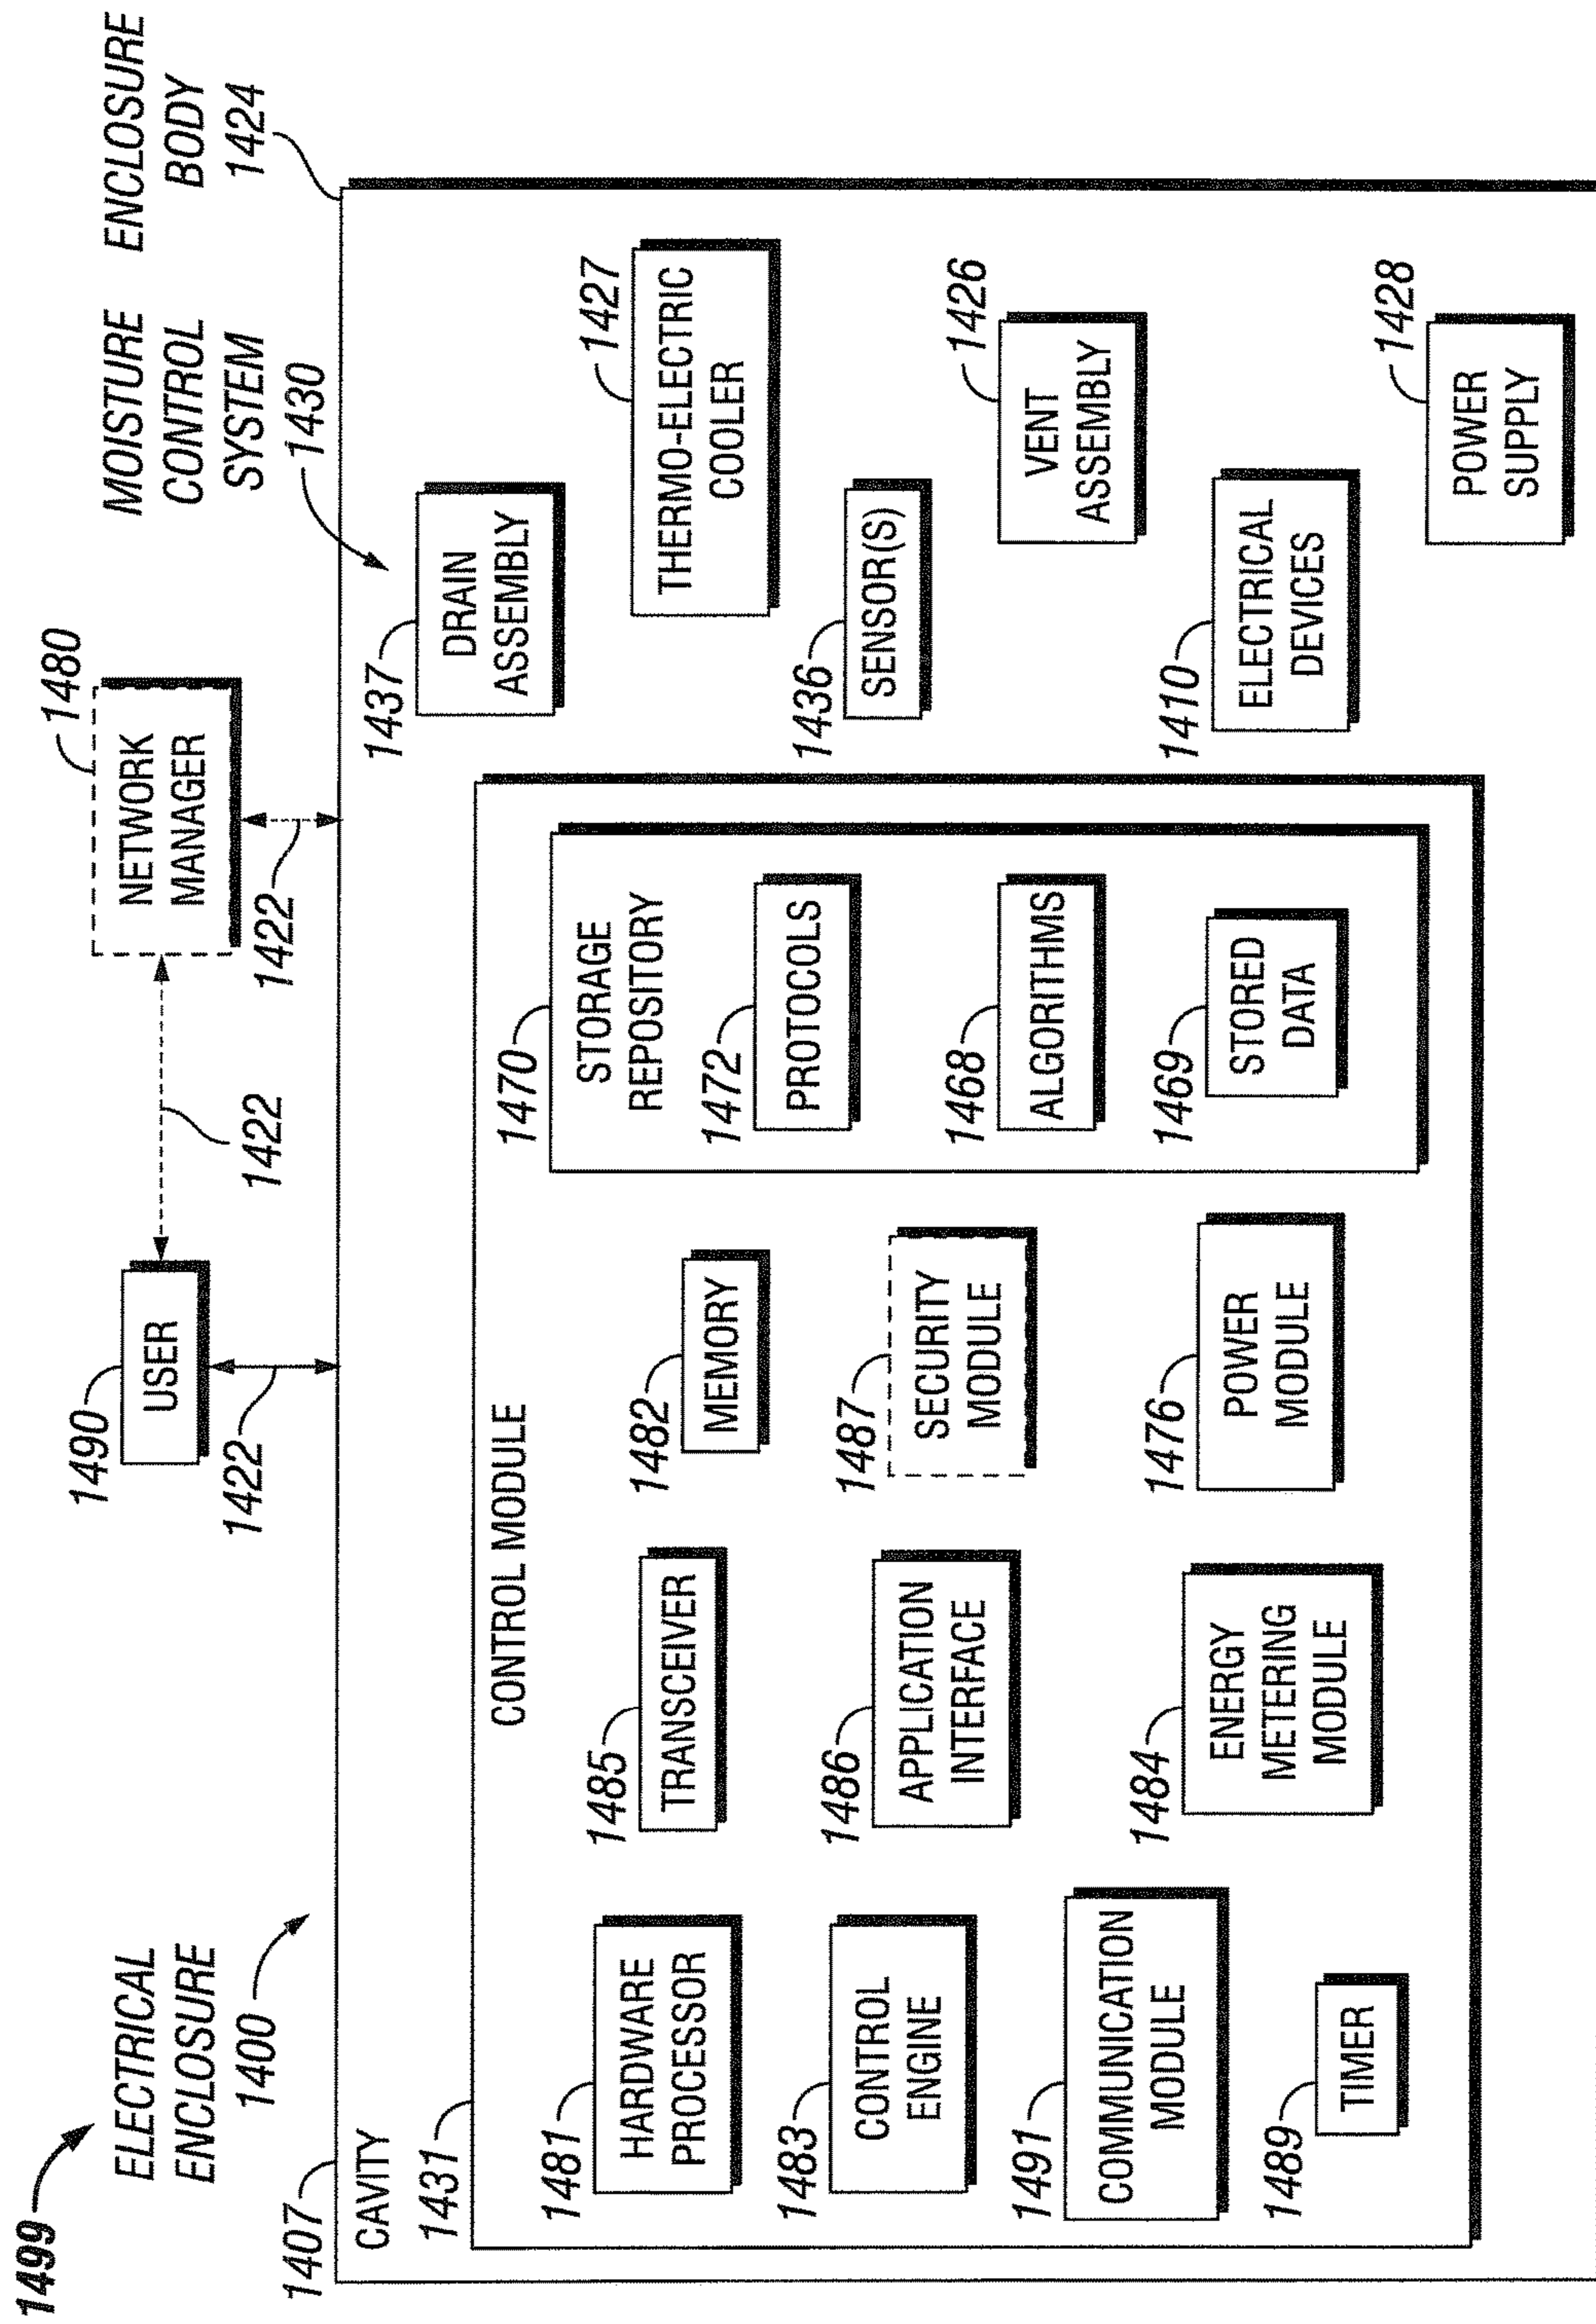 1499
ELECTRICAL
ENCLOSURE
1400
1490
USER
1422
1422
1480
NETWORK
MANAGER
1422
MOISTURE
CONTROL
SYSTEM
1430
ENCLOSURE
BODY
1424
1407
CAVITY
1431
CONTROL MODULE
1481
HARDWARE
PROCESSOR
1483
CONTROL
ENGINE
1491
COMMUNICATION
MODULE
1489
TIMER
1485
TRANSCEIVER
1486
APPLICATION
INTERFACE
1484
ENERGY
METERING
MODULE
1482
MEMORY
1487
SECURITY
MODULE
1476
POWER
MODULE
1470
STORAGE
REPOSITORY
1472
PROTOCOLS
1468
ALGORITHMS
1469
STORED
DATA
1437
DRAIN
ASSEMBLY
1427
THERMO-ELECTRIC
COOLER
1436
SENSOR(S)
1426
VENT
ASSEMBLY
1410
ELECTRICAL
DEVICES
1428
POWER
SUPPLY